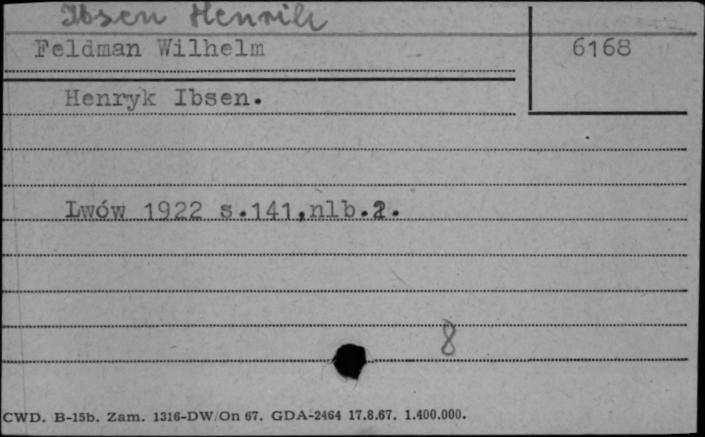 Ibsen Henrik
Feldman Wilhelm 6168
Henryk Ibsen.
Lwów 1922 s.141,nlb.2.
8
CWD. B-15b. Zam. 1316-DW/On 67. GDA-2464 17.8.67. 1.400.000.